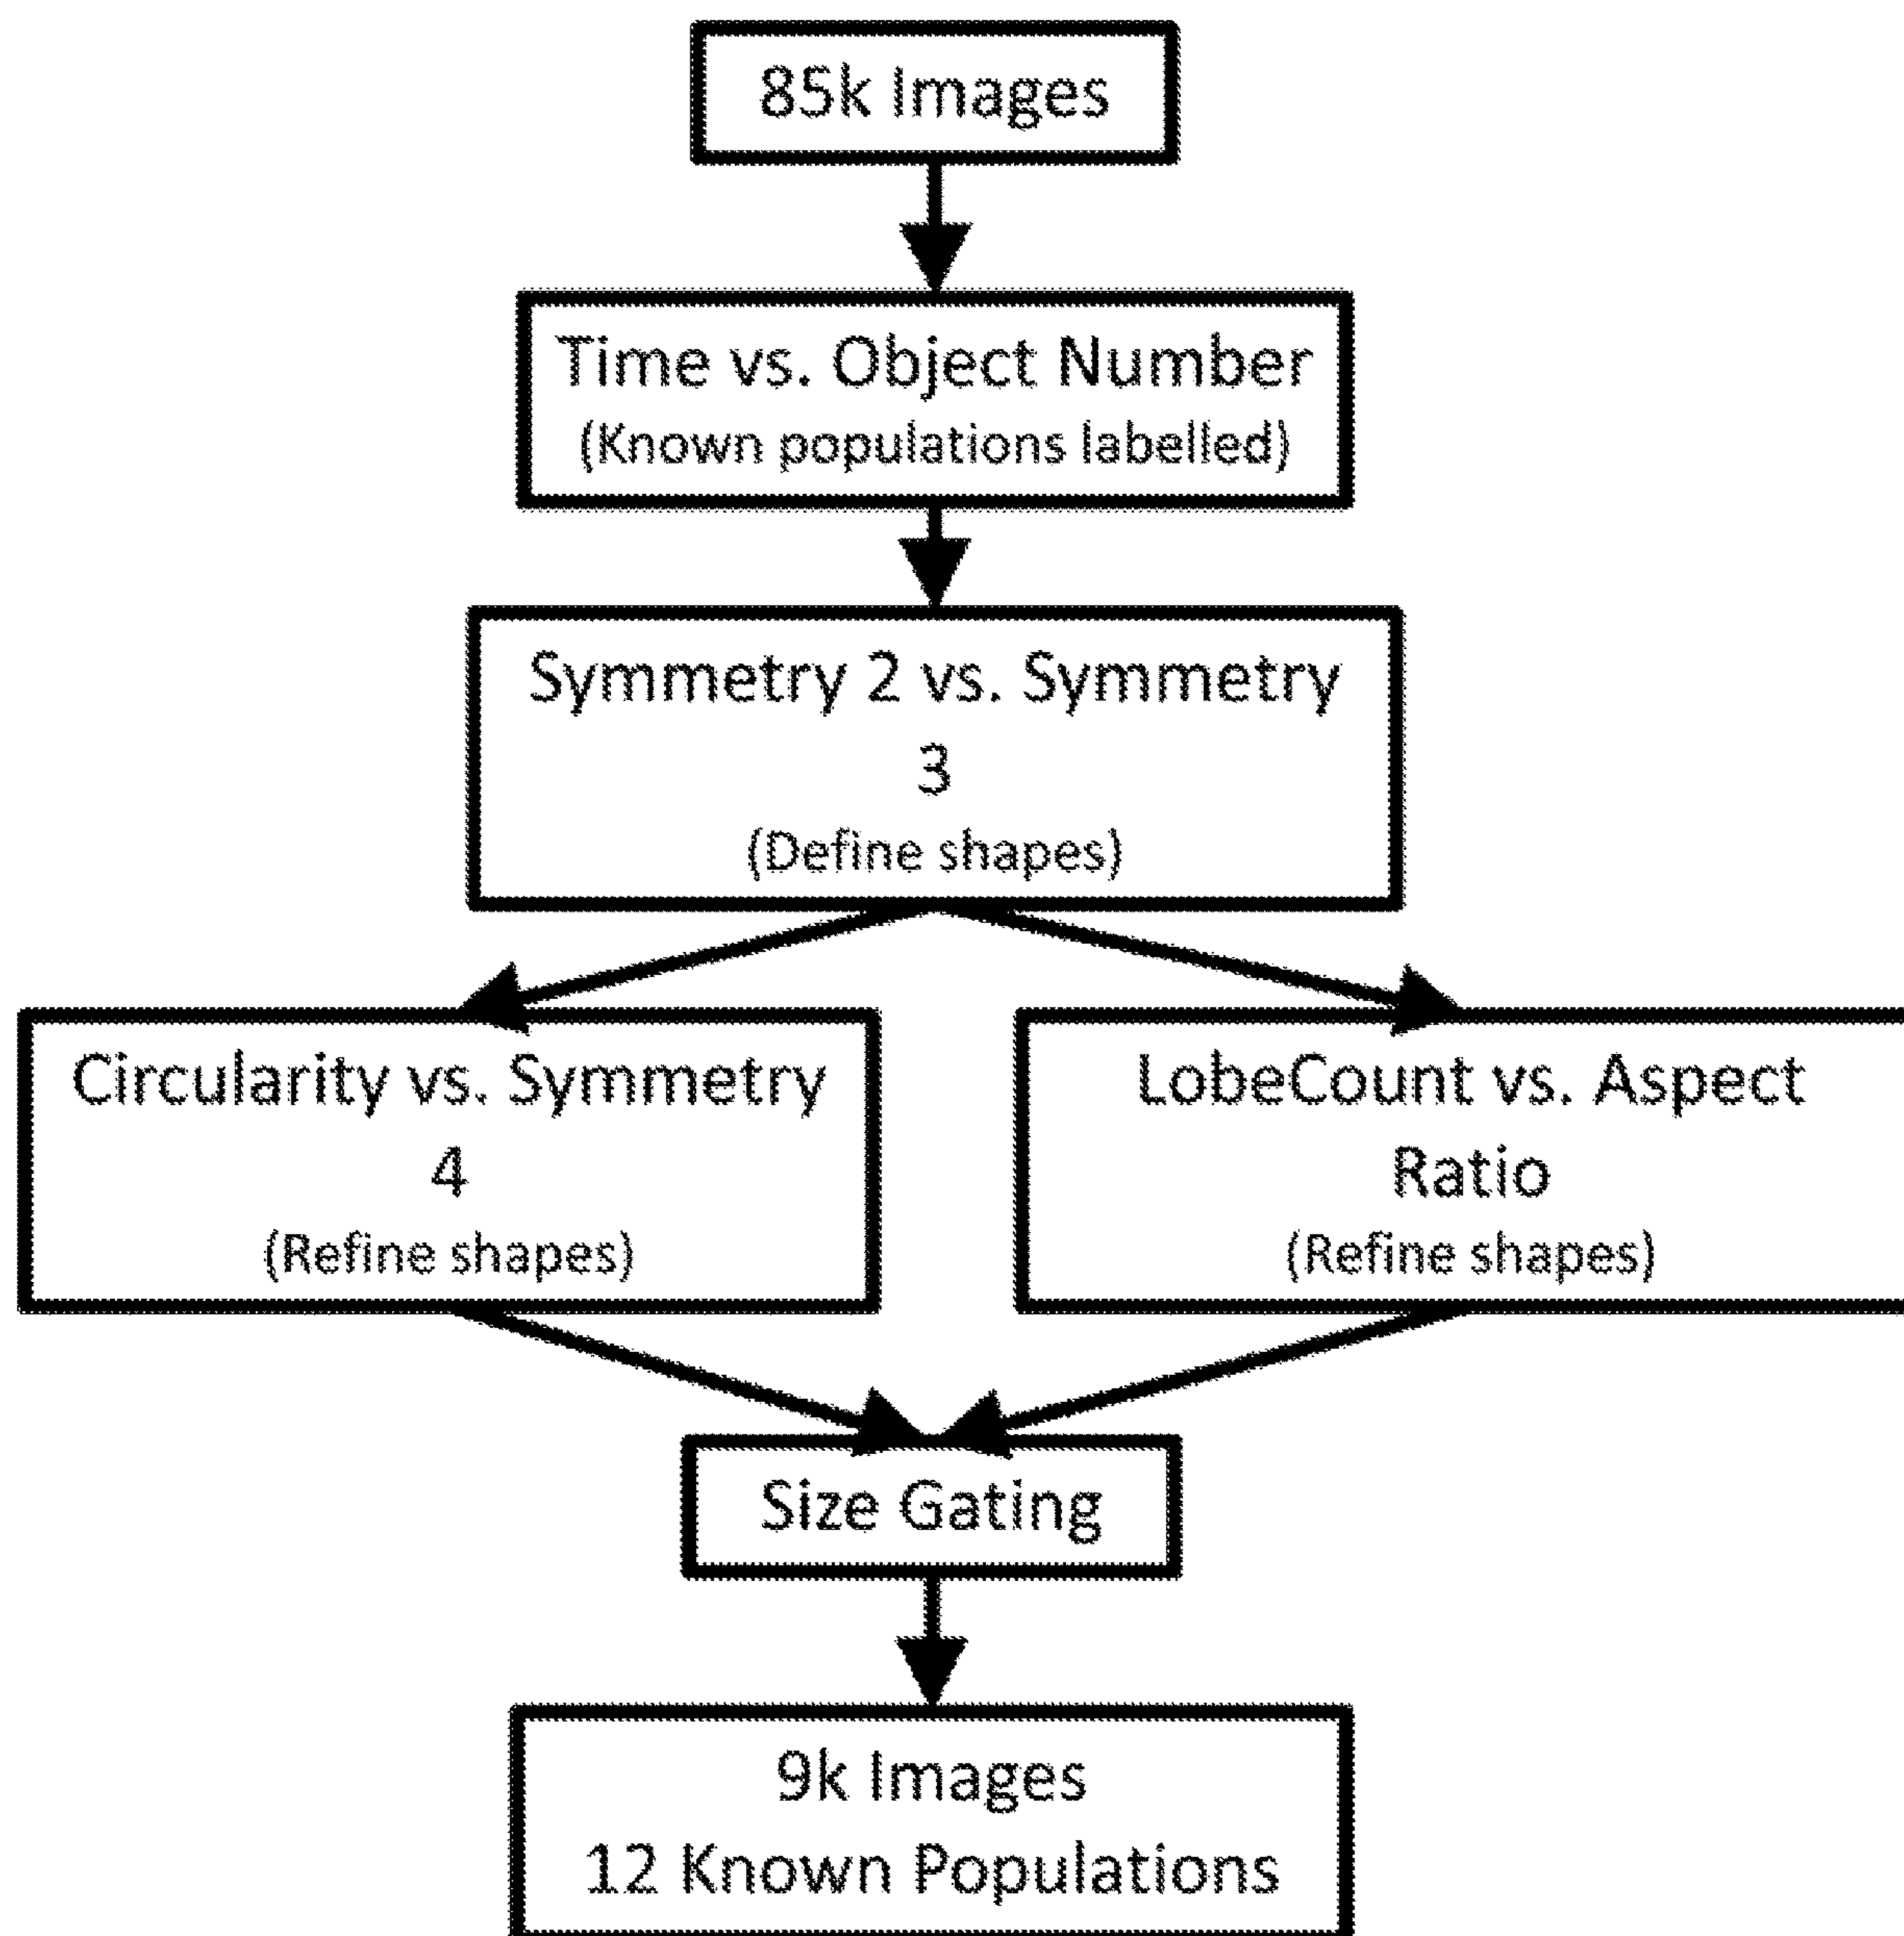 85k Images
Time vs. Object Number
(Known populations labelled)
Symmetry 2 vs. Symmetry
3
(Define shapes)
Circularity vs. Symmetry
4
(Refine shapes)
LobeCount vs. Aspect
Ratio
(Refine shapes)
Size Gating
9k Images
12 Known Populations